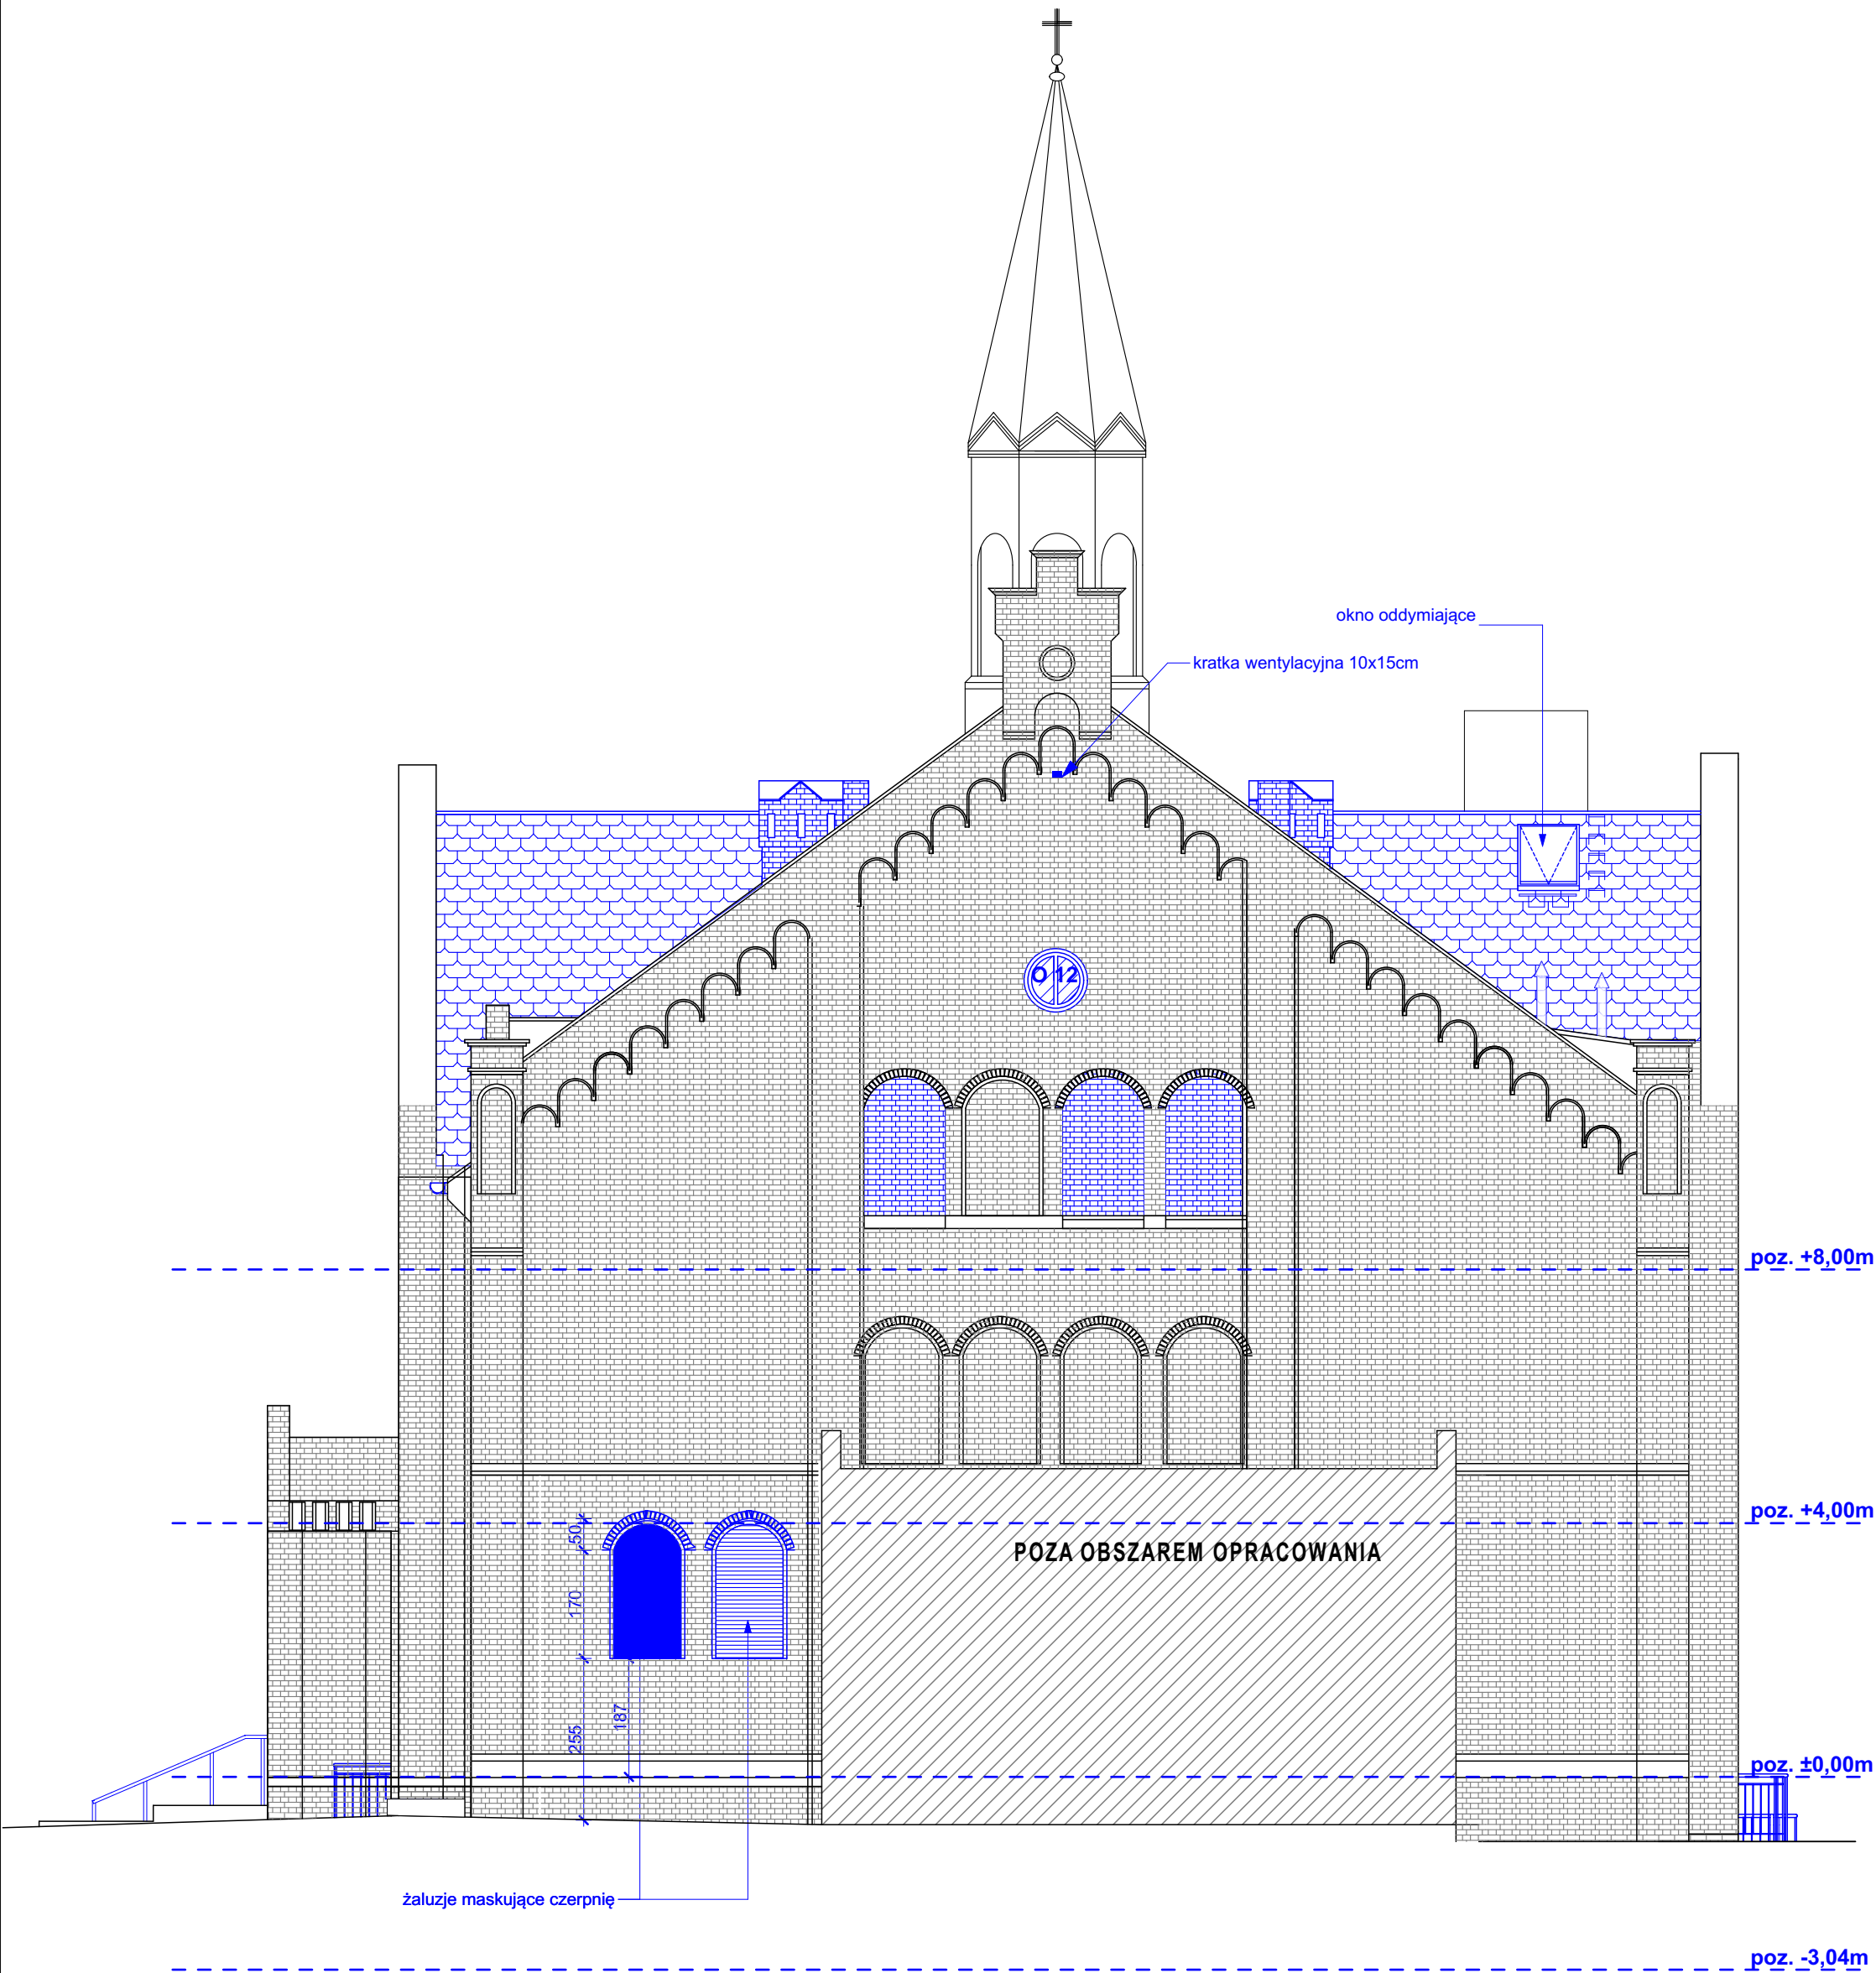 okno oddymiające
kratka wentylacyjna 10x15cm
O 12
poz. +8,00m
poz. +4,00m
50
POZA OBSZAREM OPRACOWANIA
170
187
255
poz. ±0,00m
żaluzje maskujące czerpnię
poz. -3,04m